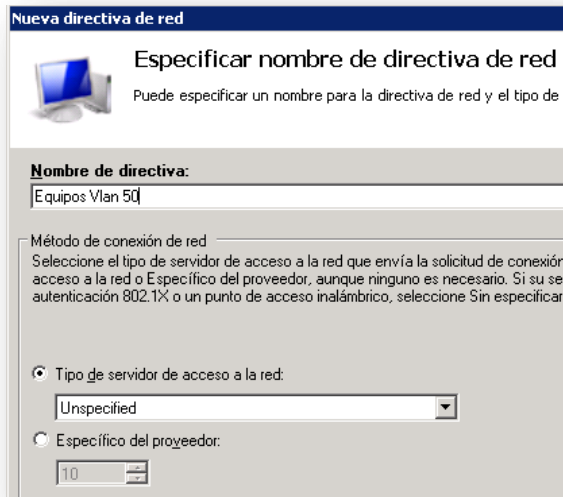 Nueva directiva de red
Especificar nombre de directiva de red
Puede especificar un nombre para la directiva de red y el tipo de
Nombre de directiva:
Equipos Vlan 50
Método de conexión de red
Seleccione el tipo de servidor de acceso a la red que envía la solicitud de conexión
acceso a la red o Específico del proveedor, aunque ninguno es necesario. Si su se
autenticación 802.1X o un punto de acceso inalámbrico, seleccione Sin especificar
Tipo de servidor de acceso a la red:
Unspecified
Específico del proveedor:
10